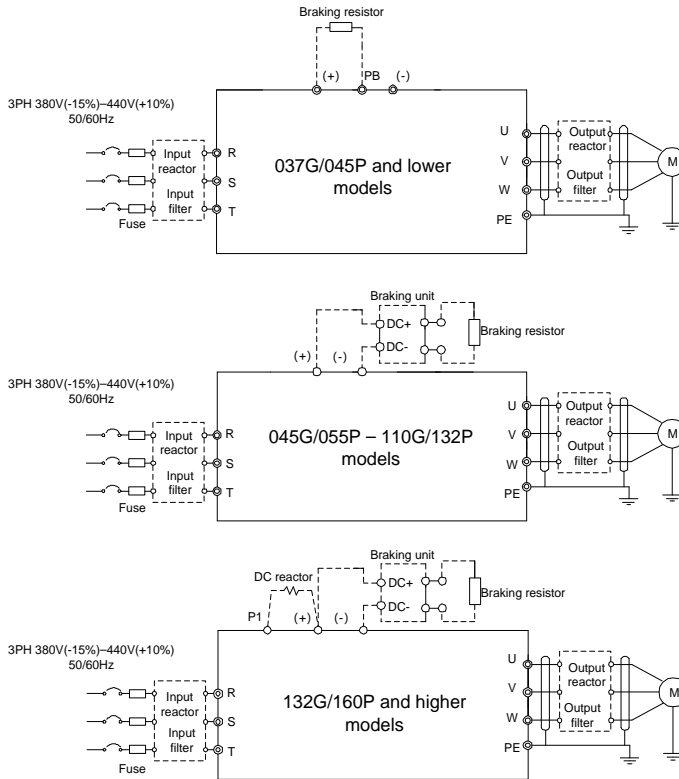 Braking resistor
(+)
PB
(-)
3PH 380V(-15%)–440V(+10%)
50/60Hz
Input
reactor
Input
filter
Fuse
R
S
T
037G/045P and lower
models
U
V
W
PE
Output
reactor
Output
filter
M
Braking unit
DC+
DC-
Braking resistor
(+)
(-)
3PH 380V(-15%)–440V(+10%)
50/60Hz
Input
reactor
Input
filter
Fuse
R
S
T
045G/055P – 110G/132P
models
U
V
W
PE
Output
reactor
Output
filter
M
Braking unit
DC reactor
DC+
DC-
Braking resistor
P1
(+)
(-)
3PH 380V(-15%)–440V(+10%)
50/60Hz
Input
reactor
Input
filter
Fuse
R
S
T
132G/160P and higher
models
U
V
W
PE
Output
reactor
Output
filter
M